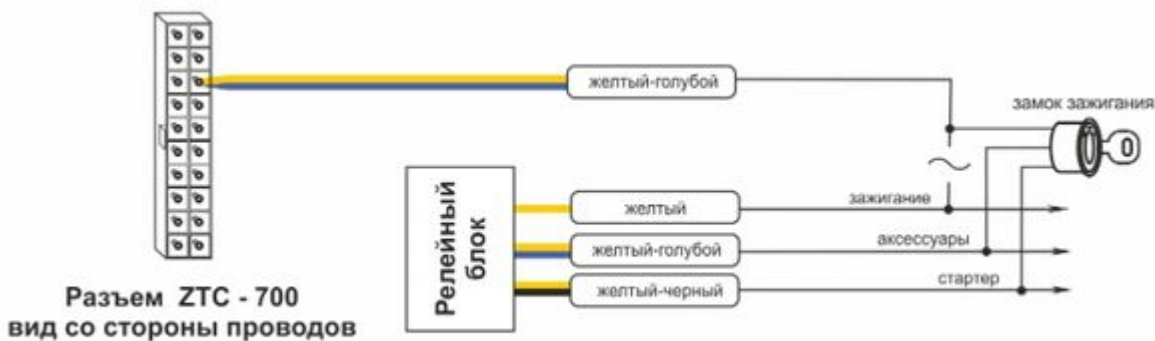 желтый-голубой
замок зажигания
Релейный
блок
желтый
зажигание
желтый-голубой
аксессуары
желтый-черный
стартер
Разъем ZTC - 700
вид со стороны проводов